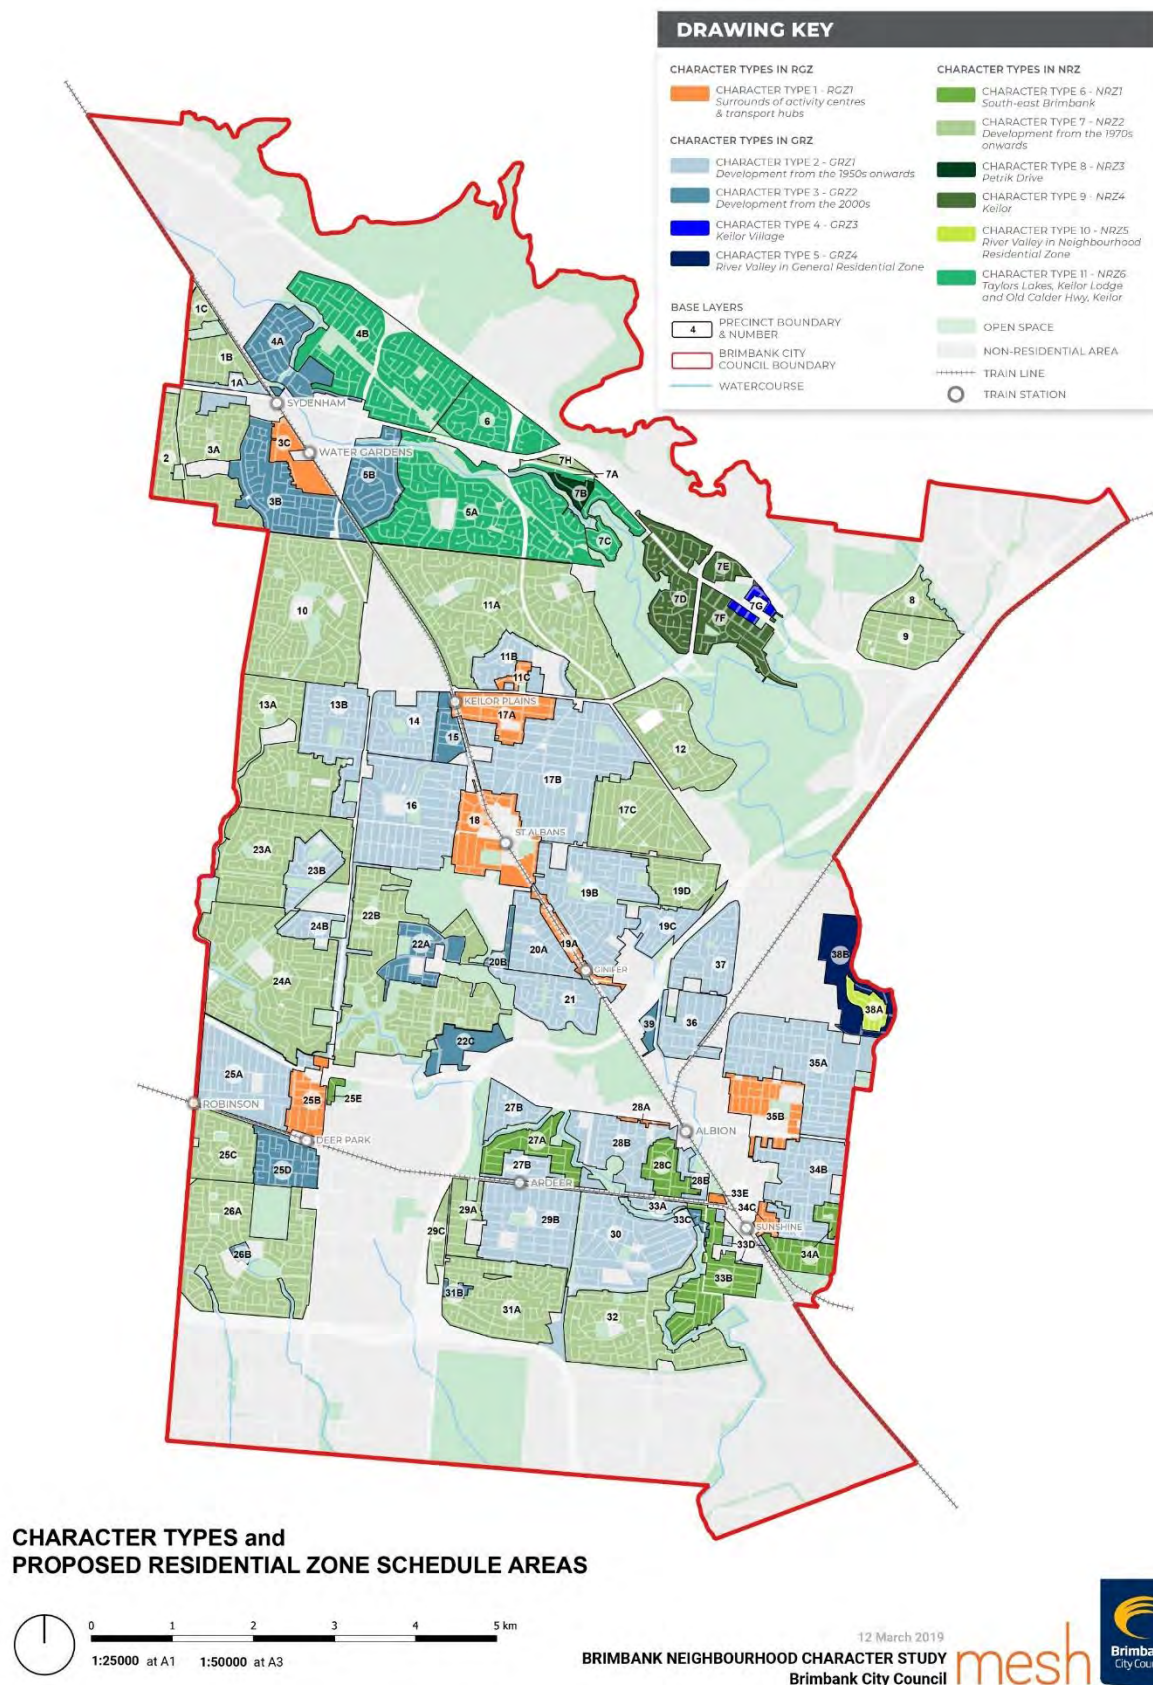 DRAWING KEY
CHARACTER TYPES IN RGZ
CHARACTER TYPE 1 - RGZ1
Surrounds of activity centres
& transport hubs
CHARACTER TYPES IN GRZ
CHARACTER TYPE 2 - GRZ1
Development from the 1950s onwards
CHARACTER TYPE 3 - GRZ2
Development from the 2000s
CHARACTER TYPE 4 - GRZ3
Keilor Village
CHARACTER TYPE 5 - GRZ4
River Valley in General Residential Zone
BASE LAYERS
4 PRECINCT BOUNDARY
& NUMBER
BRIMBANK CITY
COUNCIL BOUNDARY
WATERCOURSE
CHARACTER TYPES IN NRZ
CHARACTER TYPE 6 - NRZ1
South-east Brimbank
CHARACTER TYPE 7 - NRZ2
Development from the 1970s
onwards
CHARACTER TYPE 8 - NRZ3
Petrik Drive
CHARACTER TYPE 9 - NRZ4
Keilor
CHARACTER TYPE 10 - NRZ5
River Valley in Neighbourhood
Residential Zone
CHARACTER TYPE 11 - NRZ6
Taylors Lakes, Keilor Lodge
and Old Calder Hwy, Keilor
OPEN SPACE
NON-RESIDENTIAL AREA
TRAIN LINE
TRAIN STATION
1C
4B
4A
1B
1A
SYDENHAM
6
3C
3A
2
WATER GARDENS
7H
7A
5B
7B
3B
5A
7C
7E
7D
7G
7F
8
9
10
11A
11B
11C
KEILOR PLAINS
13A
13B
14
17A
15
12
17B
16
17C
18
ST ALBANS
23A
23B
19B
19D
22B
24B
19C
22A
20A
19A
38B
20B
GINIFER
37
24A
21
38A
39
36
22C
35A
25A
25B
25E
ROBINSON
27B
28A
35B
DEER PARK
27A
28B
ALBION
25C
25D
27B
28C
34B
ARDEER
28B
33E
26A
29A
33A
34C
29B
33C
SUNSHINE
29C
30
33D
26B
34A
33B
31B
31A
32
CHARACTER TYPES and
PROPOSED RESIDENTIAL ZONE SCHEDULE AREAS
0 1 2 3 4 5 km
1:25000 at A1 1:50000 at A3
12 March 2019
BRIMBANK NEIGHBOURHOOD CHARACTER STUDY
Brimbank City Council
mesh
Brimb
City Cou